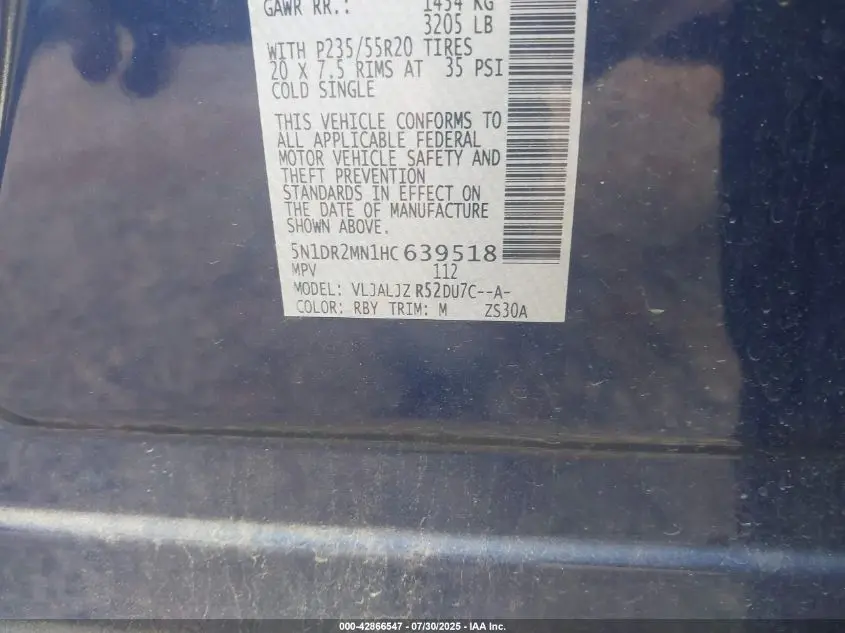 GAWR RR.: 1454 KG
3205 LB
WITH P235/55R20 TIRES
20 X 7.5 RIMS AT 35 PSI
COLD SINGLE
THIS VEHICLE CONFORMS TO
ALL APPLICABLE FEDERAL
MOTOR VEHICLE SAFETY AND
THEFT PREVENTION
STANDARDS IN EFFECT ON
THE DATE OF MANUFACTURE
SHOWN ABOVE.
5N1DR2MN1HC639518
MPV 112
MODEL: VLJALJZ R52DU7C--A-
COLOR: RBY TRIM: M ZS30A
000-42866547 - 07/30/2025 - IAA Inc.